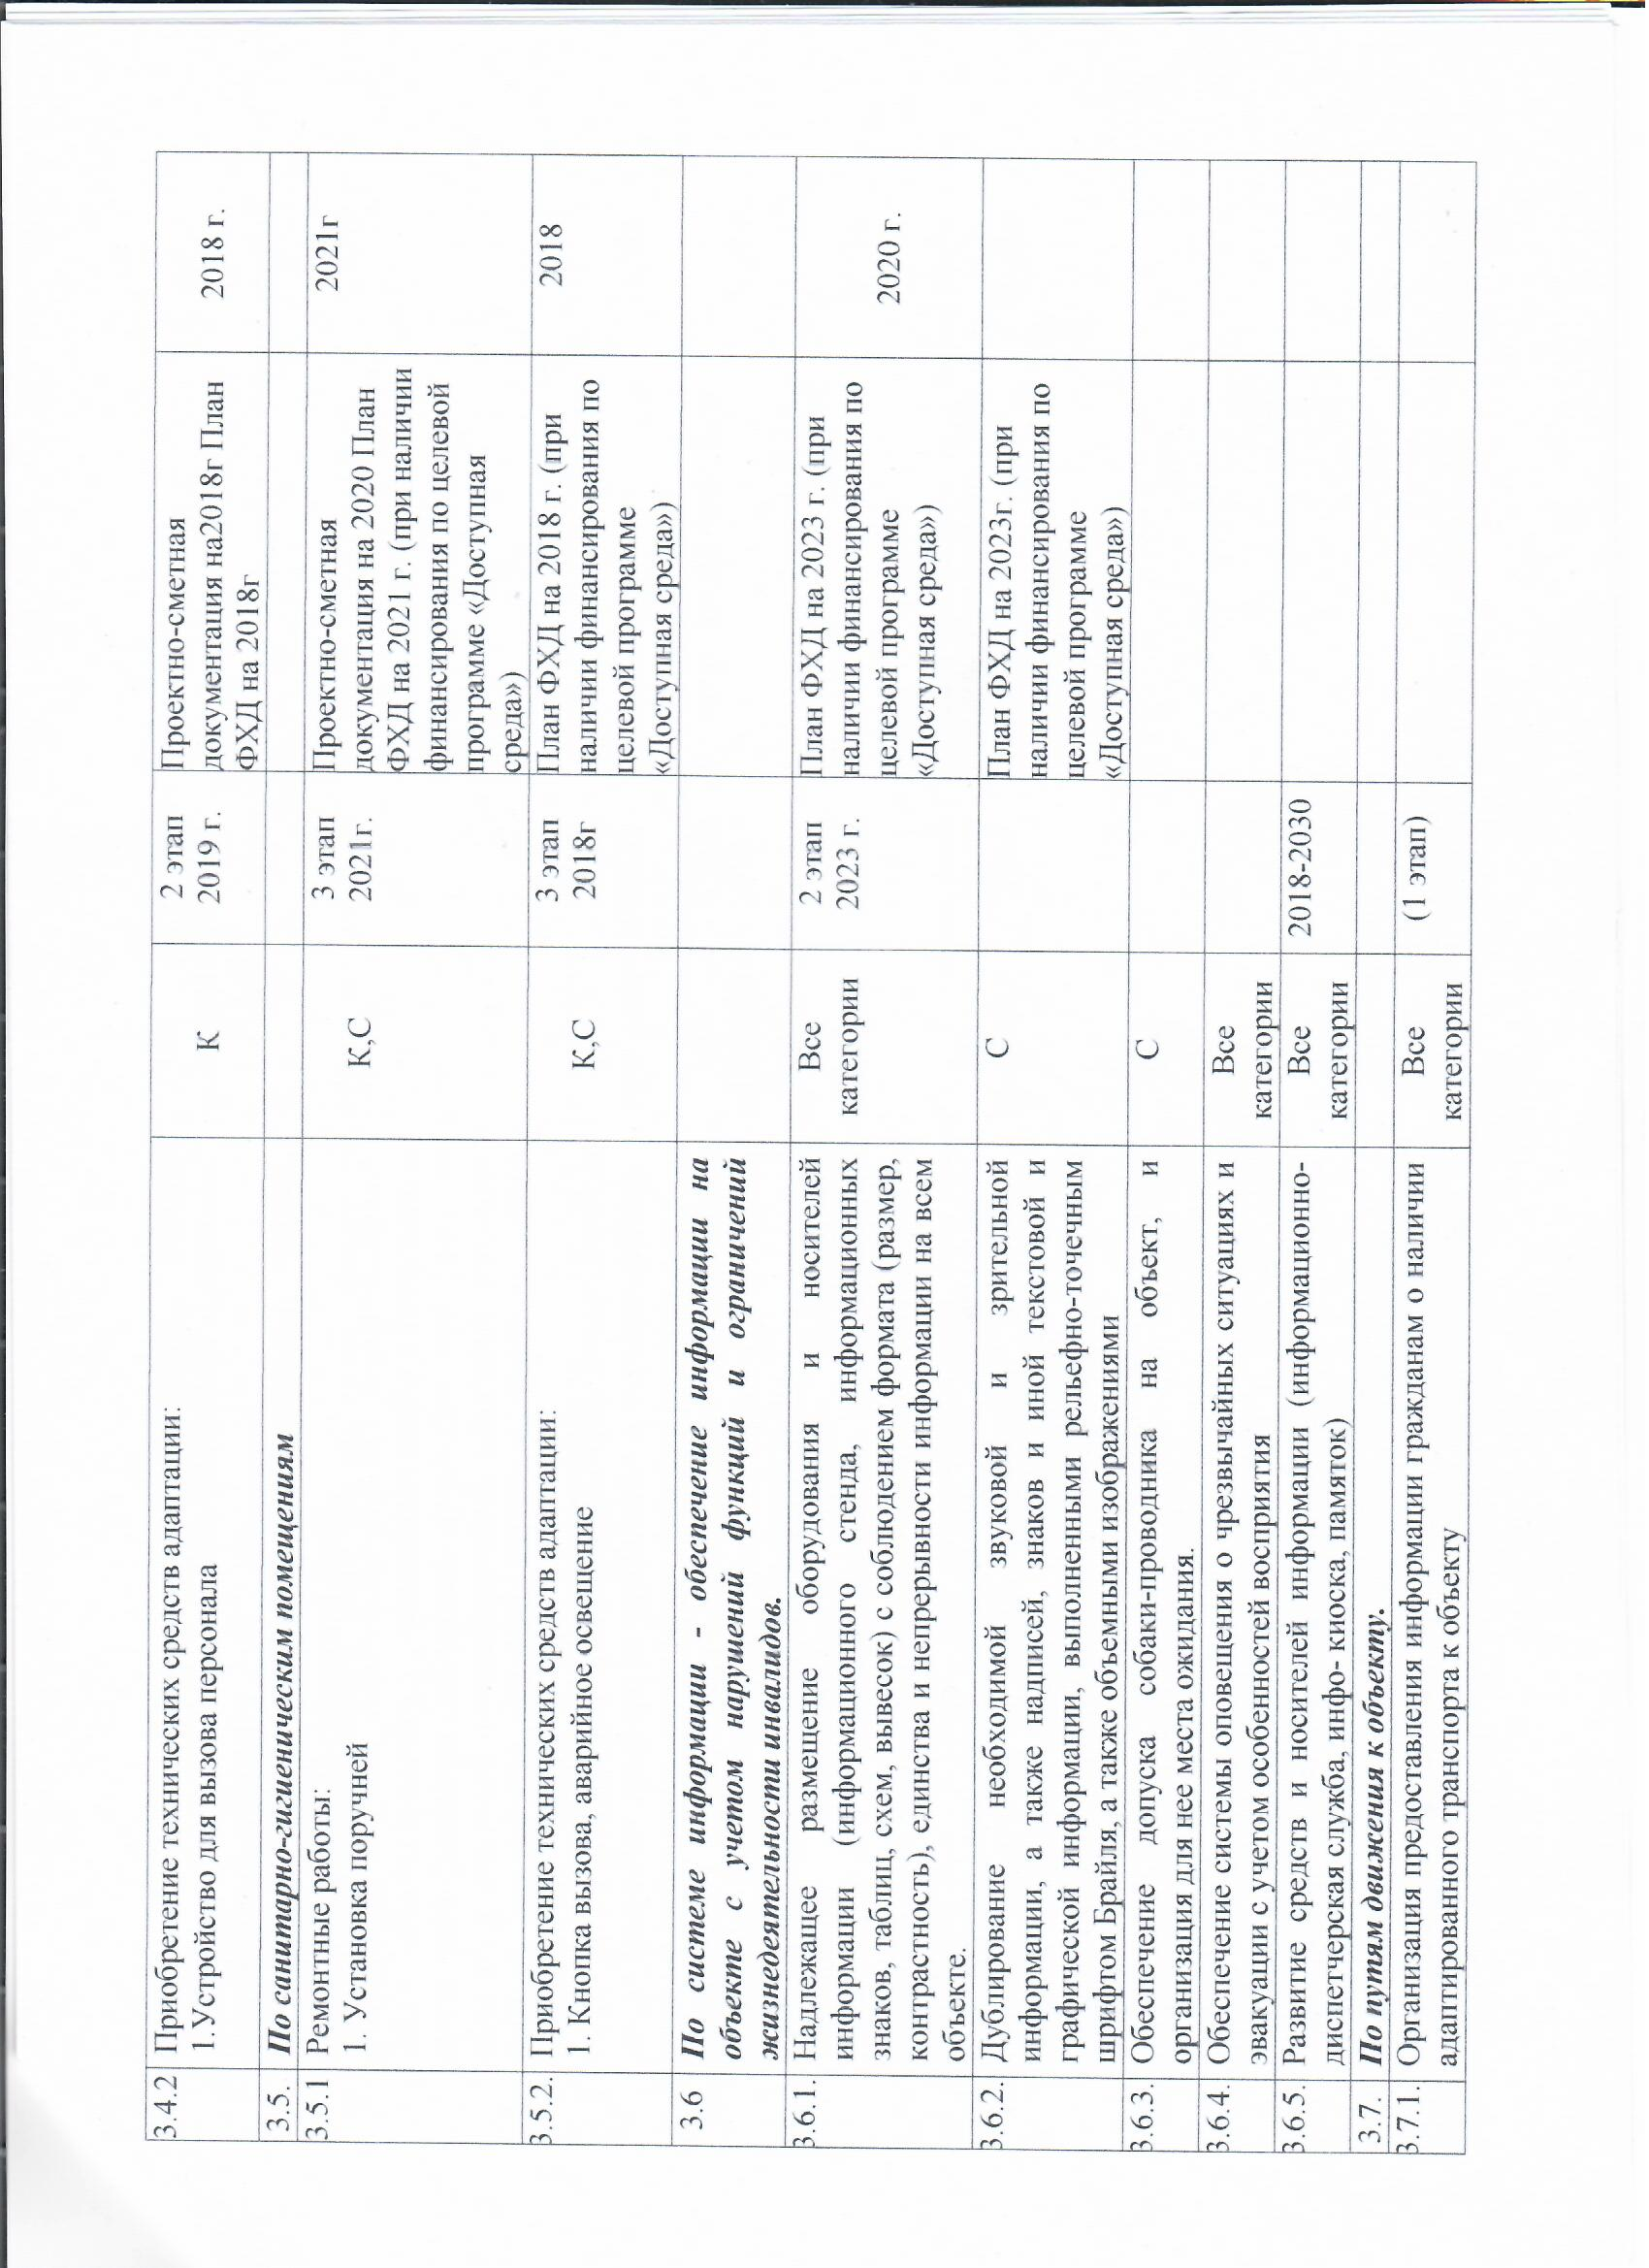 3.4.2
Приобретение технических средств адаптации:
1.Устройство для вызова персонала
К
2 этап
2019 г.
Проектно-сметная
документация на2018г План
ФХД на 2018г
2018 г.
3.5.
По санитарно-гигиеническим помещениям
3.5.1
Ремонтные работы:
1. Установка поручней
К,С
3 этап
2021г.
Проектно-сметная
документация на 2020 План
ФХД на 2021 г. (при наличии
финансирования по целевой
программе «Доступная
среда»)
2021г
3.5.2.
Приобретение технических средств адаптации:
1. Кнопка вызова, аварийное освещение
К,С
3 этап
2018г
План ФХД на 2018 г. (при
наличии финансирования по
целевой программе
«Доступная среда»)
2018
3.6
По системе информации - обеспечение информации на
объекте с учетом нарушений функций и ограничений
жизнедеятельности инвалидов.
3.6.1.
Надлежащее размещение оборудования и носителей
информации (информационного стенда, информационных
знаков, таблиц, схем, вывесок) с соблюдением формата (размер,
контрастность), единства и непрерывности информации на всем
объекте.
Все
категории
2 этап
2023 г.
План ФХД на 2023 г. (при
наличии финансирования по
целевой программе
«Доступная среда»)
2020 г.
3.6.2.
Дублирование необходимой звуковой и зрительной
информации, а также надписей, знаков и иной текстовой и
графической информации, выполненными рельефно-точечным
шрифтом Брайля, а также объемными изображениями
С
План ФХД на 2023г. (при
наличии финансирования по
целевой программе
«Доступная среда»)
3.6.3.
Обеспечение допуска собаки-проводника на объект, и
организация для нее места ожидания.
С
3.6.4.
Обеспечение системы оповещения о чрезвычайных ситуациях и
эвакуации с учетом особенностей восприятия
Все
категории
3.6.5.
Развитие средств и носителей информации (информационно-
диспетчерская служба, инфо- киоска, памяток)
Все
категории
2018-2030
3.7.
По путям движения к объекту.
3.7.1.
Организация предоставления информации гражданам о наличии
адаптированного транспорта к объекту
Все
категории
(1 этап)